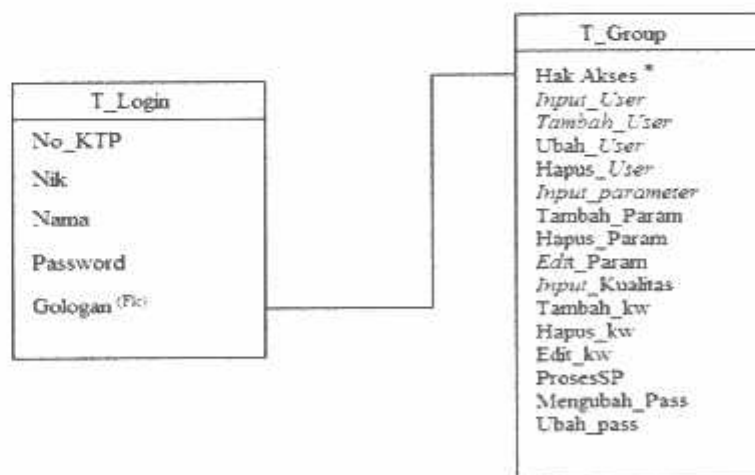 T_Login
No_KTP
Nik
Nama
Password
Gologan (Fk)
T_Group
Hak Akses *
Input_User
Tambah_User
Ubah_User
Hapus_User
Input_parameter
Tambah_Param
Hapus_Param
Edit_Param
Input_Kualitas
Tambah_kw
Hapus_kw
Edit_kw
ProsesSP
Mengubah_Pass
Ubah_pass